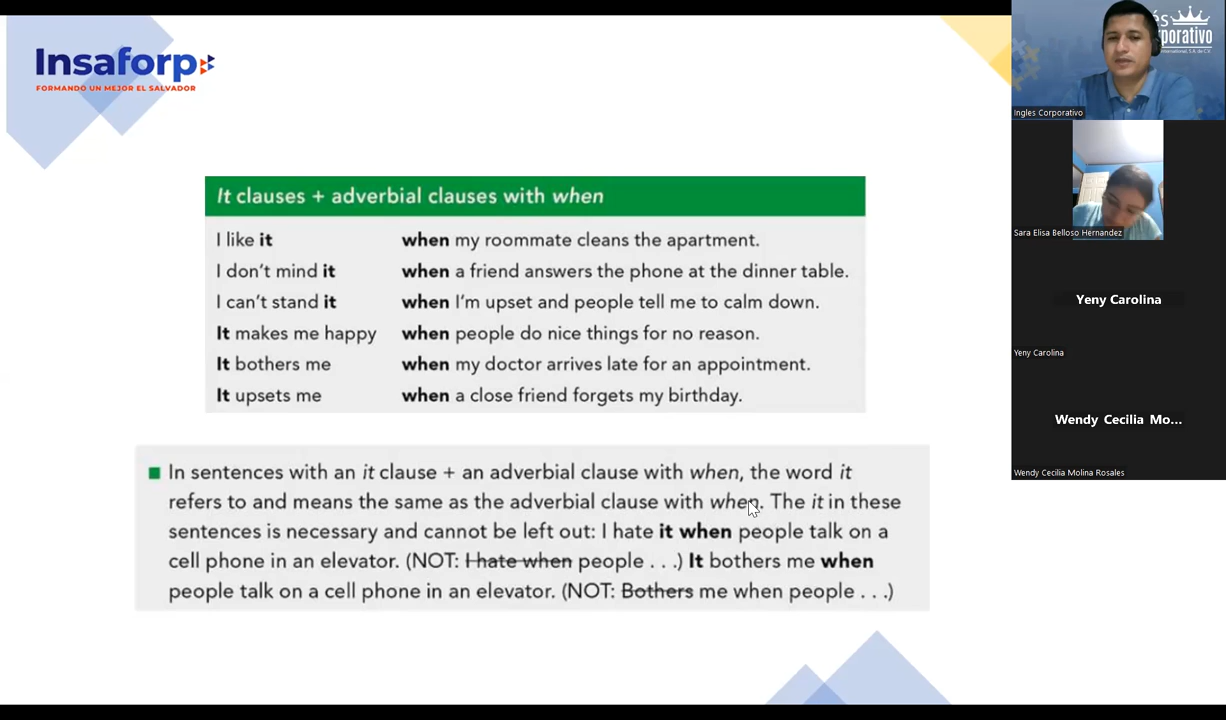 Insaforp
FORMANDO UN MEJOR EL SALVADOR
It clauses + adverbial clauses with when
I like it when my roommate cleans the apartment.
I don't mind it when a friend answers the phone at the dinner table.
I can't stand it when I'm upset and people tell me to calm down.
It makes me happy when people do nice things for no reason.
It bothers me when my doctor arrives late for an appointment.
It upsets me when a close friend forgets my birthday.
In sentences with an it clause + an adverbial clause with when, the word it
refers to and means the same as the adverbial clause with when. The it in these
sentences is necessary and cannot be left out: I hate it when people talk on a
cell phone in an elevator. (NOT: I hate when people . . .) It bothers me when
people talk on a cell phone in an elevator. (NOT: Bothers me when people . . .)
Ingles Corporativo
Sara Elisa Belloso Hernandez
Yeny Carolina
Yeny Carolina
Wendy Cecilia Mo...
Wendy Cecilia Molina Rosales